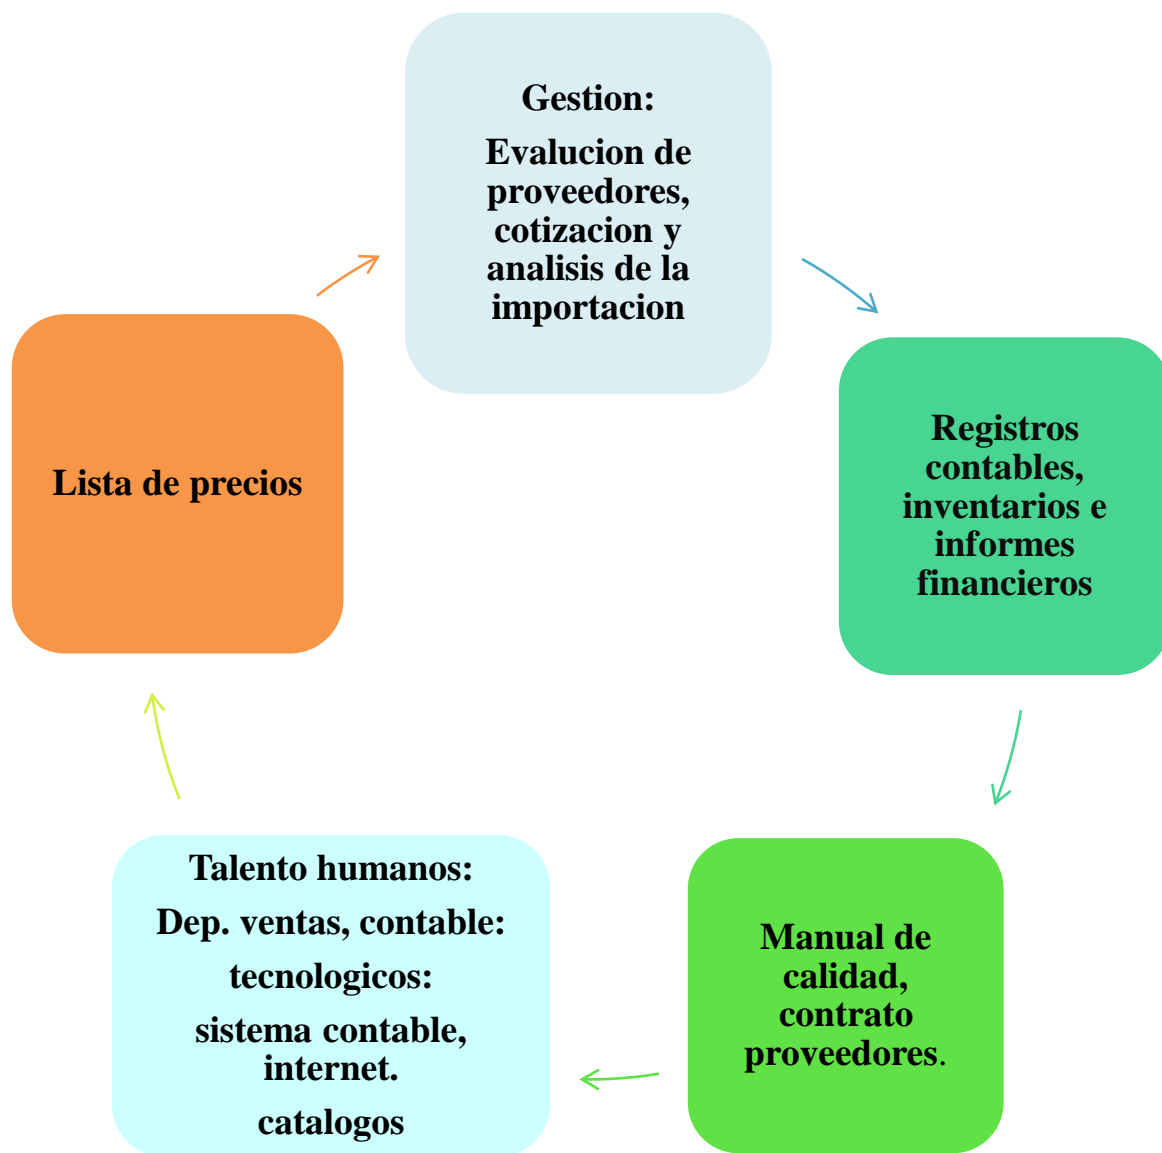 Gestion:
Evalucion de
proveedores,
cotizacion y
analisis de la
importacion
Registros
contables,
inventarios e
informes
financieros
Manual de
calidad,
contrato
proveedores.
Talento humanos:
Dep. ventas, contable:
tecnologicos:
sistema contable,
internet.
catalogos
Lista de precios